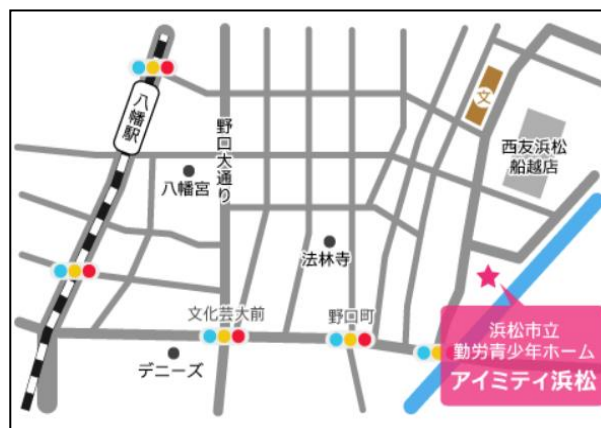 八幡駅
野口大通り
八幡宮
文
西友浜松
船越店
法林寺
文化芸大前
野口町
デニーズ
浜松市立
勤労青少年ホーム
アイミティ浜松